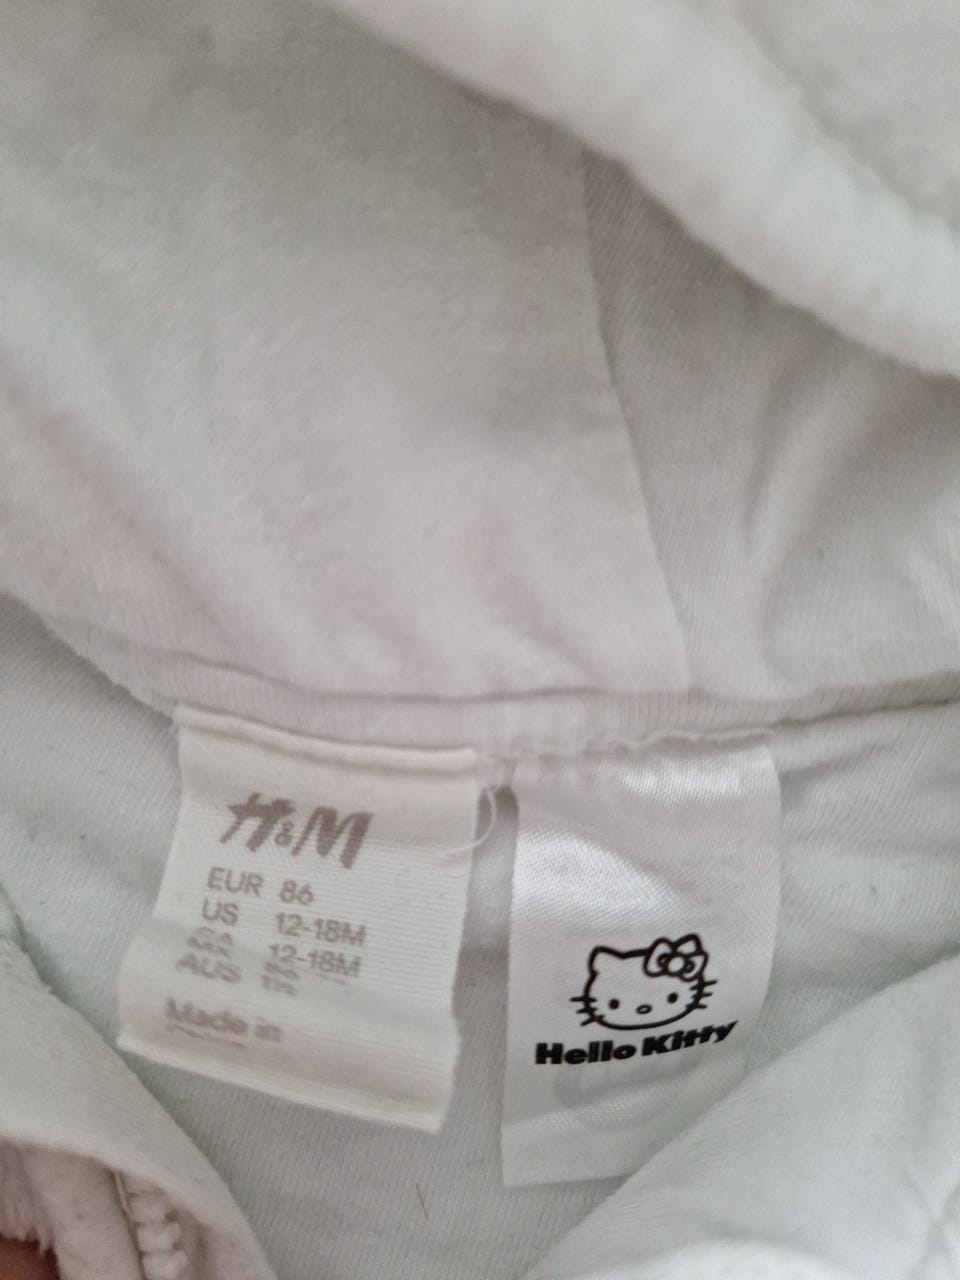 H&M
EUR 86
US 12-18M
CA 12-18M
AUS
Made in
Hello Kitty